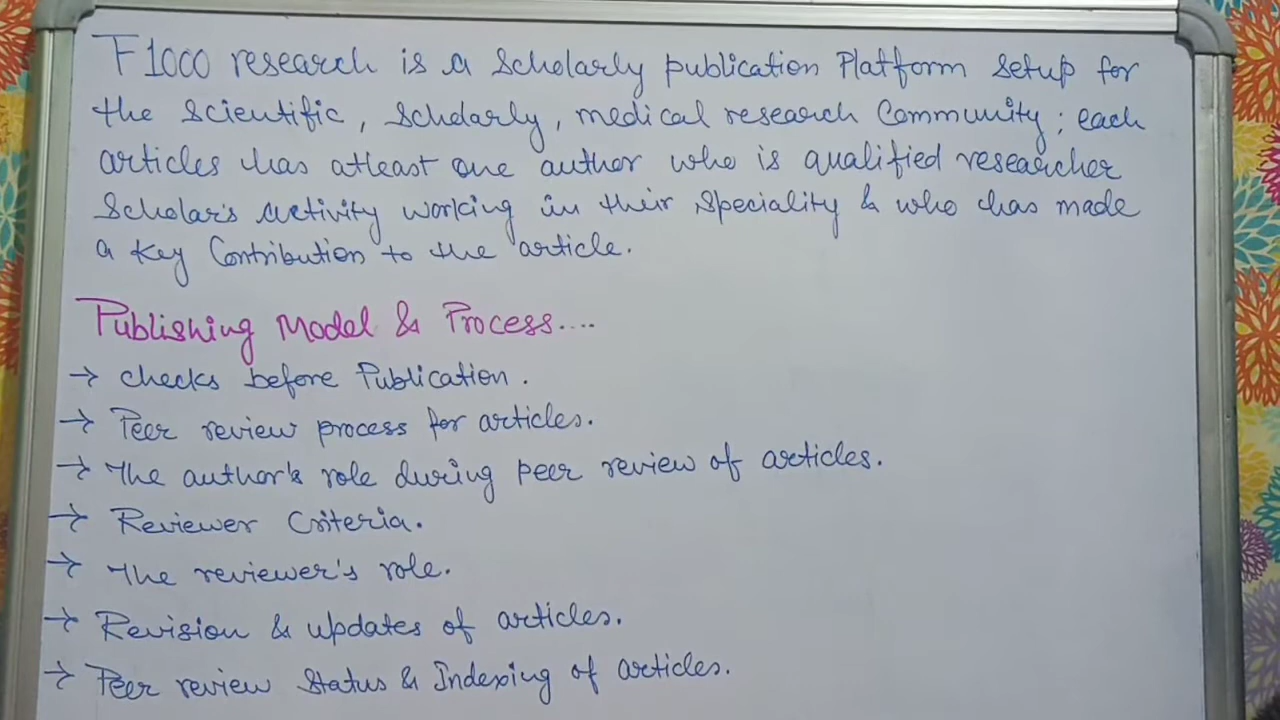 F1000 research is a Scholarly publication Platform setup for
the Scientific, Scholarly, medical research Community; each
articles has atleast one author who is qualified researcher
Scholar's activity working in their speciality & who has made
a key Contribution to the article.
Publishing Model & Process....
→ checks before Publication.
→ Peer review process for articles.
→ The author's role during peer review of articles.
→ Reviewer Criteria.
→ The reviewer's role.
→ Revision & updates of articles.
→ Peer review Status & Indexing of articles.